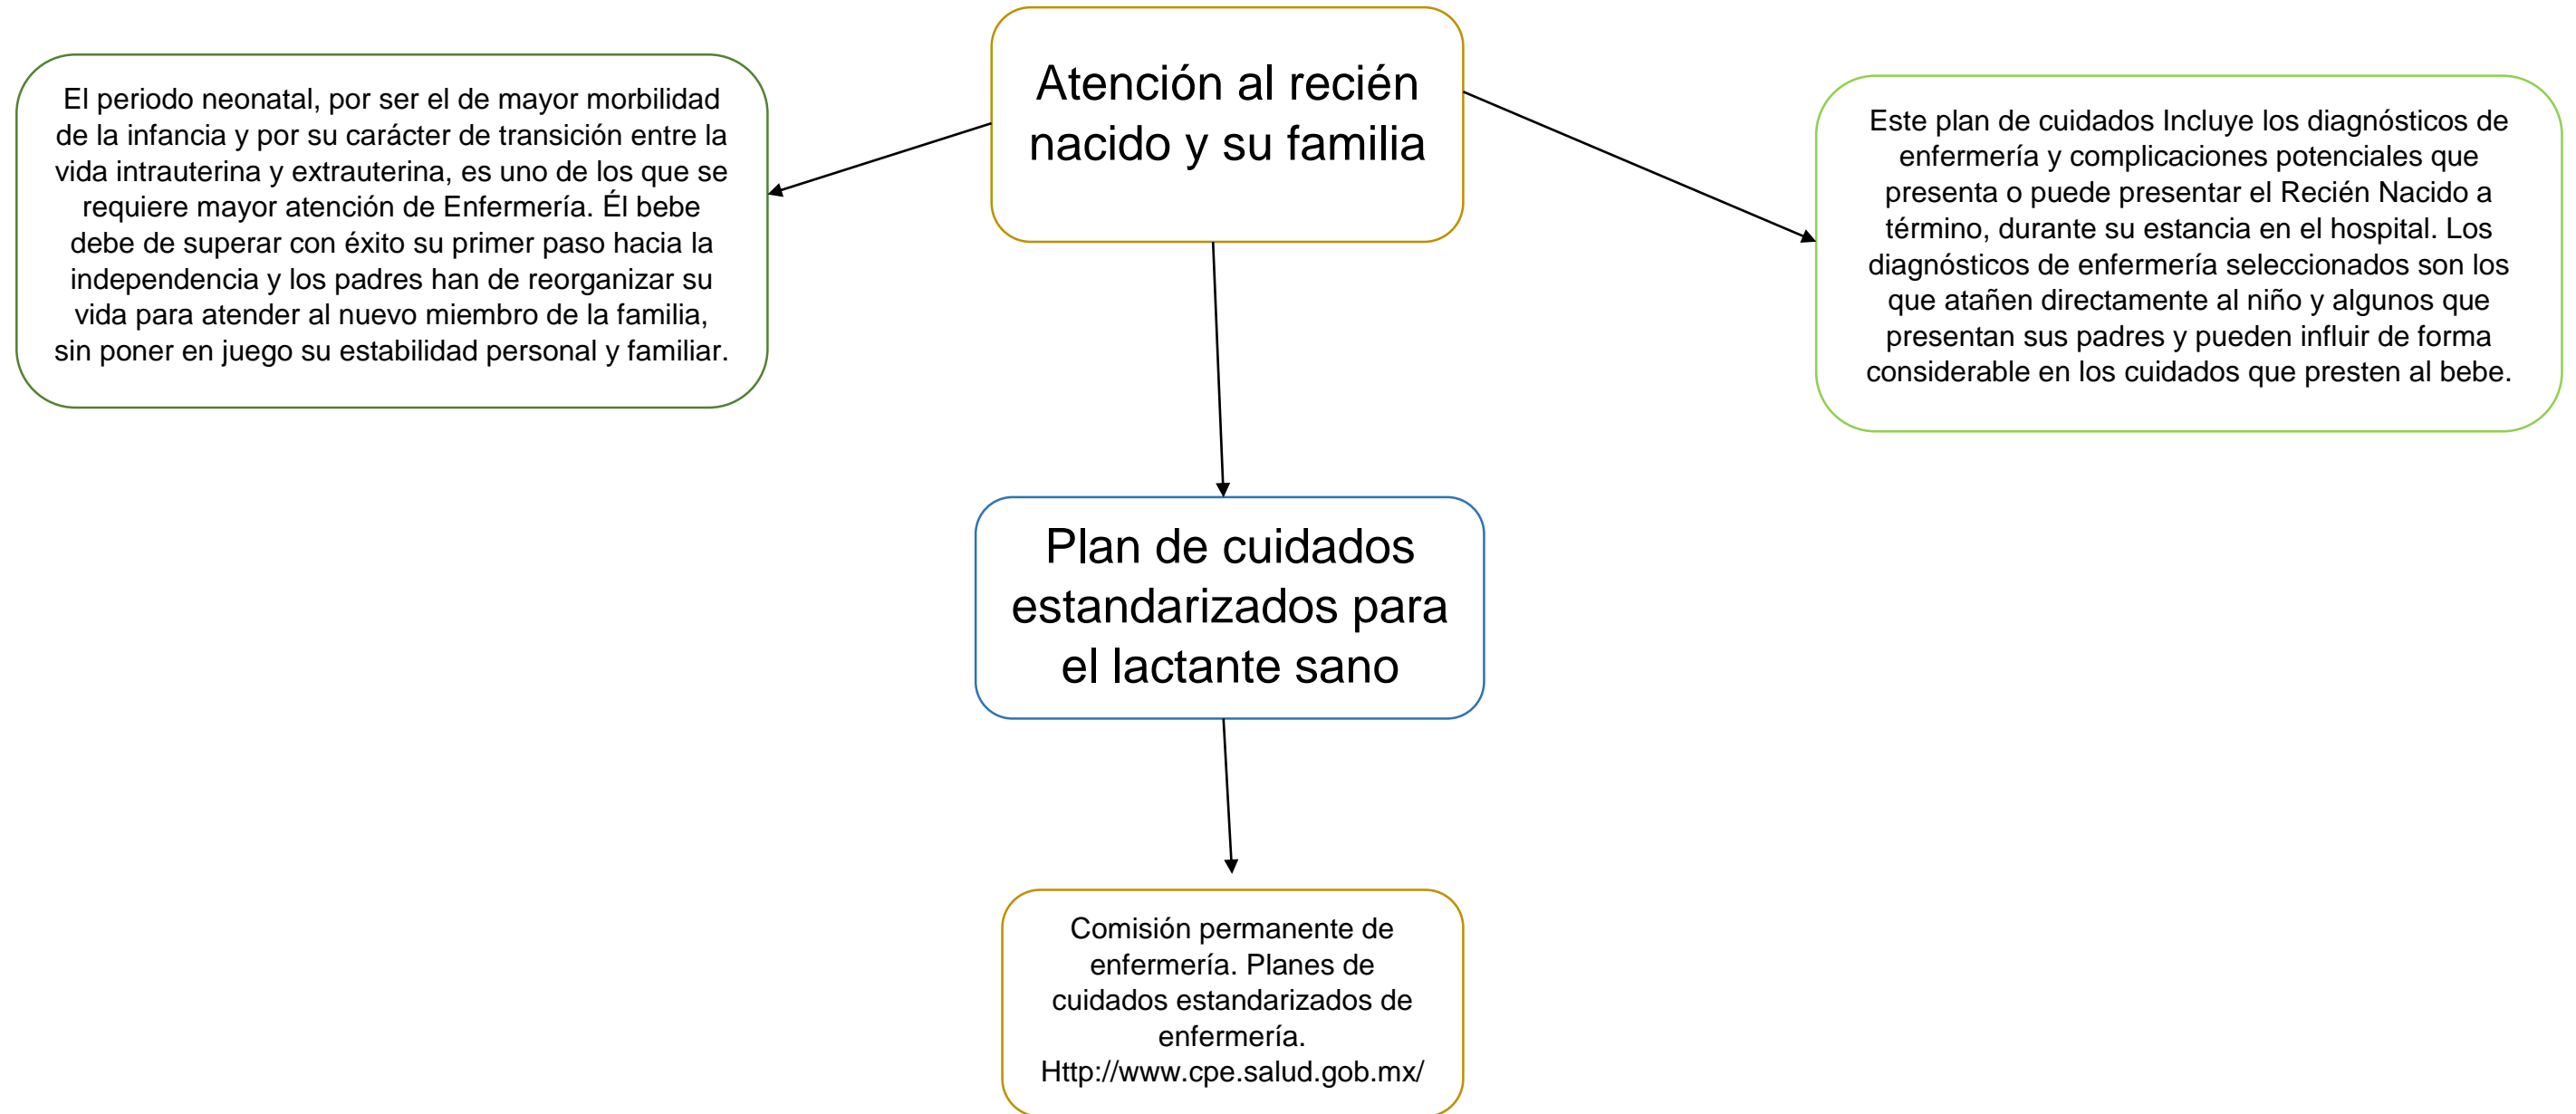 Atención al recién
nacido y su familia
El periodo neonatal, por ser el de mayor morbilidad
de la infancia y por su carácter de transición entre la
vida intrauterina y extrauterina, es uno de los que se
requiere mayor atención de Enfermería. Él bebe
debe de superar con éxito su primer paso hacia la
independencia y los padres han de reorganizar su
vida para atender al nuevo miembro de la familia,
sin poner en juego su estabilidad personal y familiar.
Este plan de cuidados Incluye los diagnósticos de
enfermería y complicaciones potenciales que
presenta o puede presentar el Recién Nacido a
término, durante su estancia en el hospital. Los
diagnósticos de enfermería seleccionados son los
que atañen directamente al niño y algunos que
presentan sus padres y pueden influir de forma
considerable en los cuidados que presten al bebe.
Plan de cuidados
estandarizados para
el lactante sano
Comisión permanente de
enfermería. Planes de
cuidados estandarizados de
enfermería.
Http://www.cpe.salud.gob.mx/